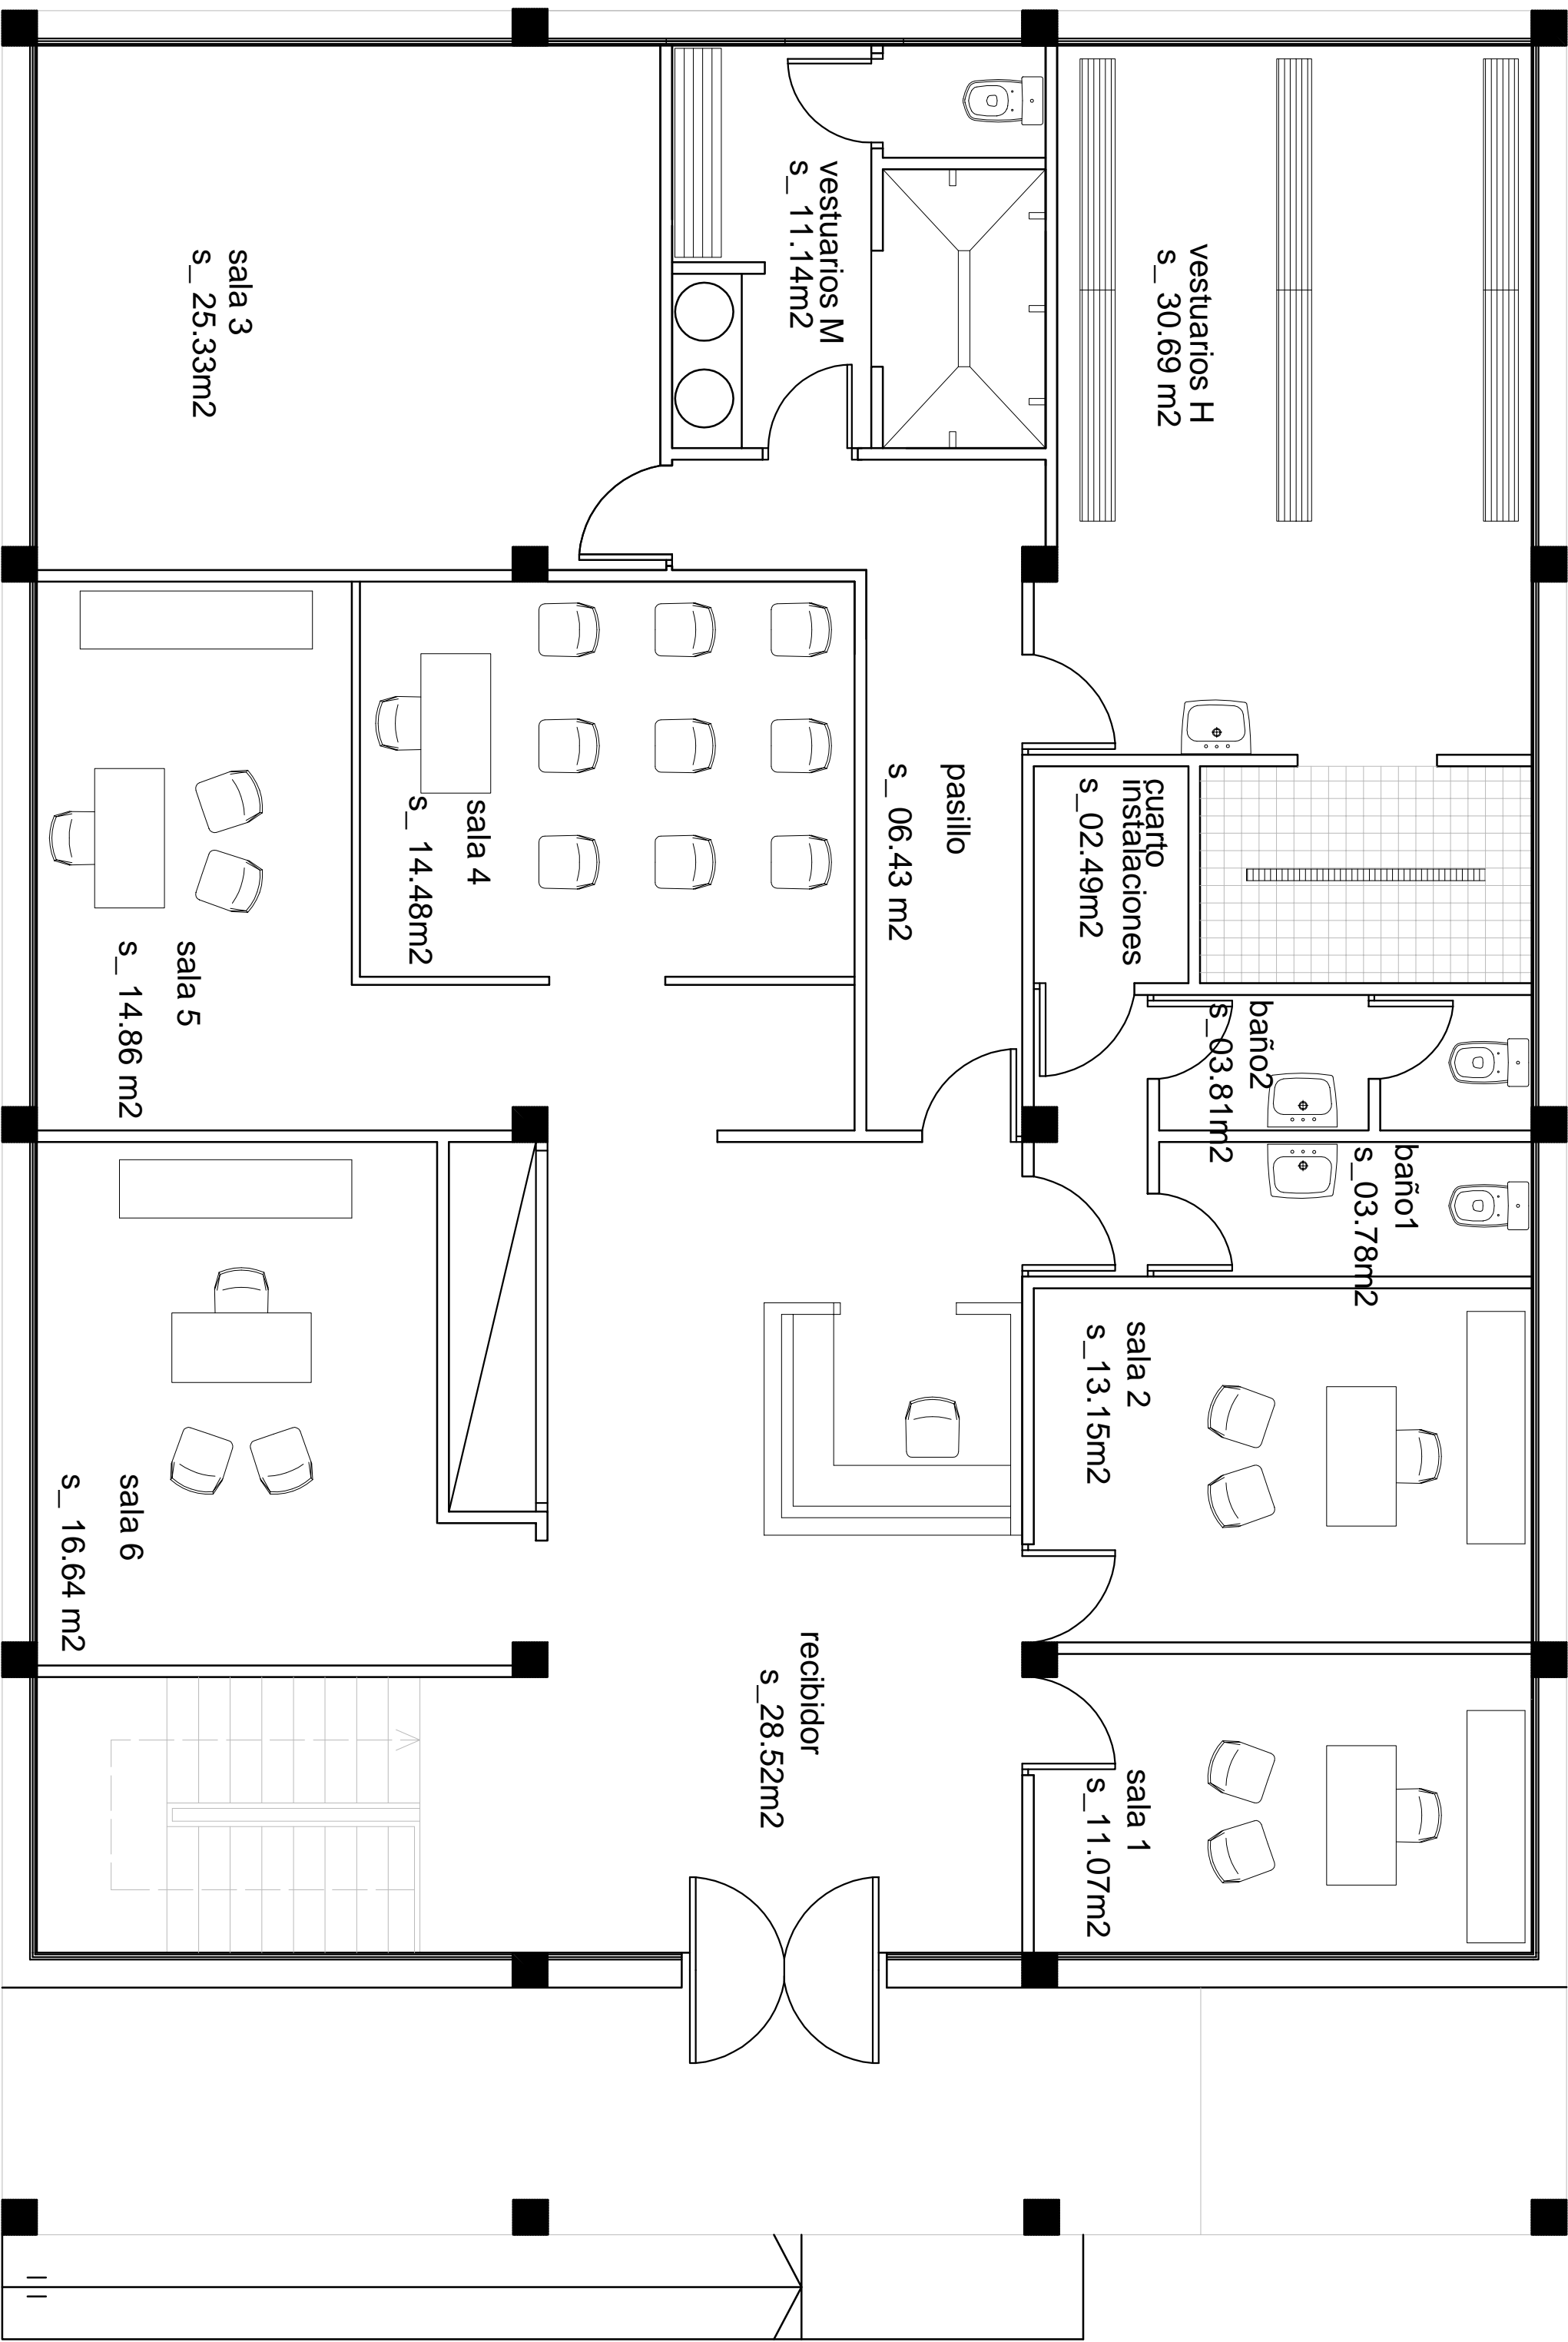 vestuarios H
s_ 30.69 m2
vestuarios M
s_ 11.14m2
sala 3
s_ 25.33m2
cuarto
instalaciones
s_02.49m2
pasillo
s_ 06.43 m2
sala 4
s_ 14.48m2
sala 5
s_ 14.86 m2
baño2
s_03.81m2
baño1
s_03.78m2
sala 2
s_13.15m2
sala 6
s_ 16.64 m2
recibidor
s_28.52m2
sala 1
s_11.07m2